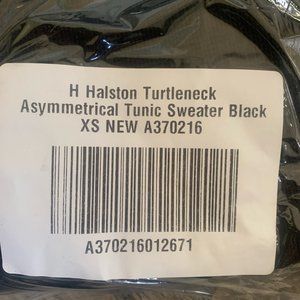 H Halston Turtleneck
Asymmetrical Tunic Sweater Black
XS NEW A370216
A370216012671